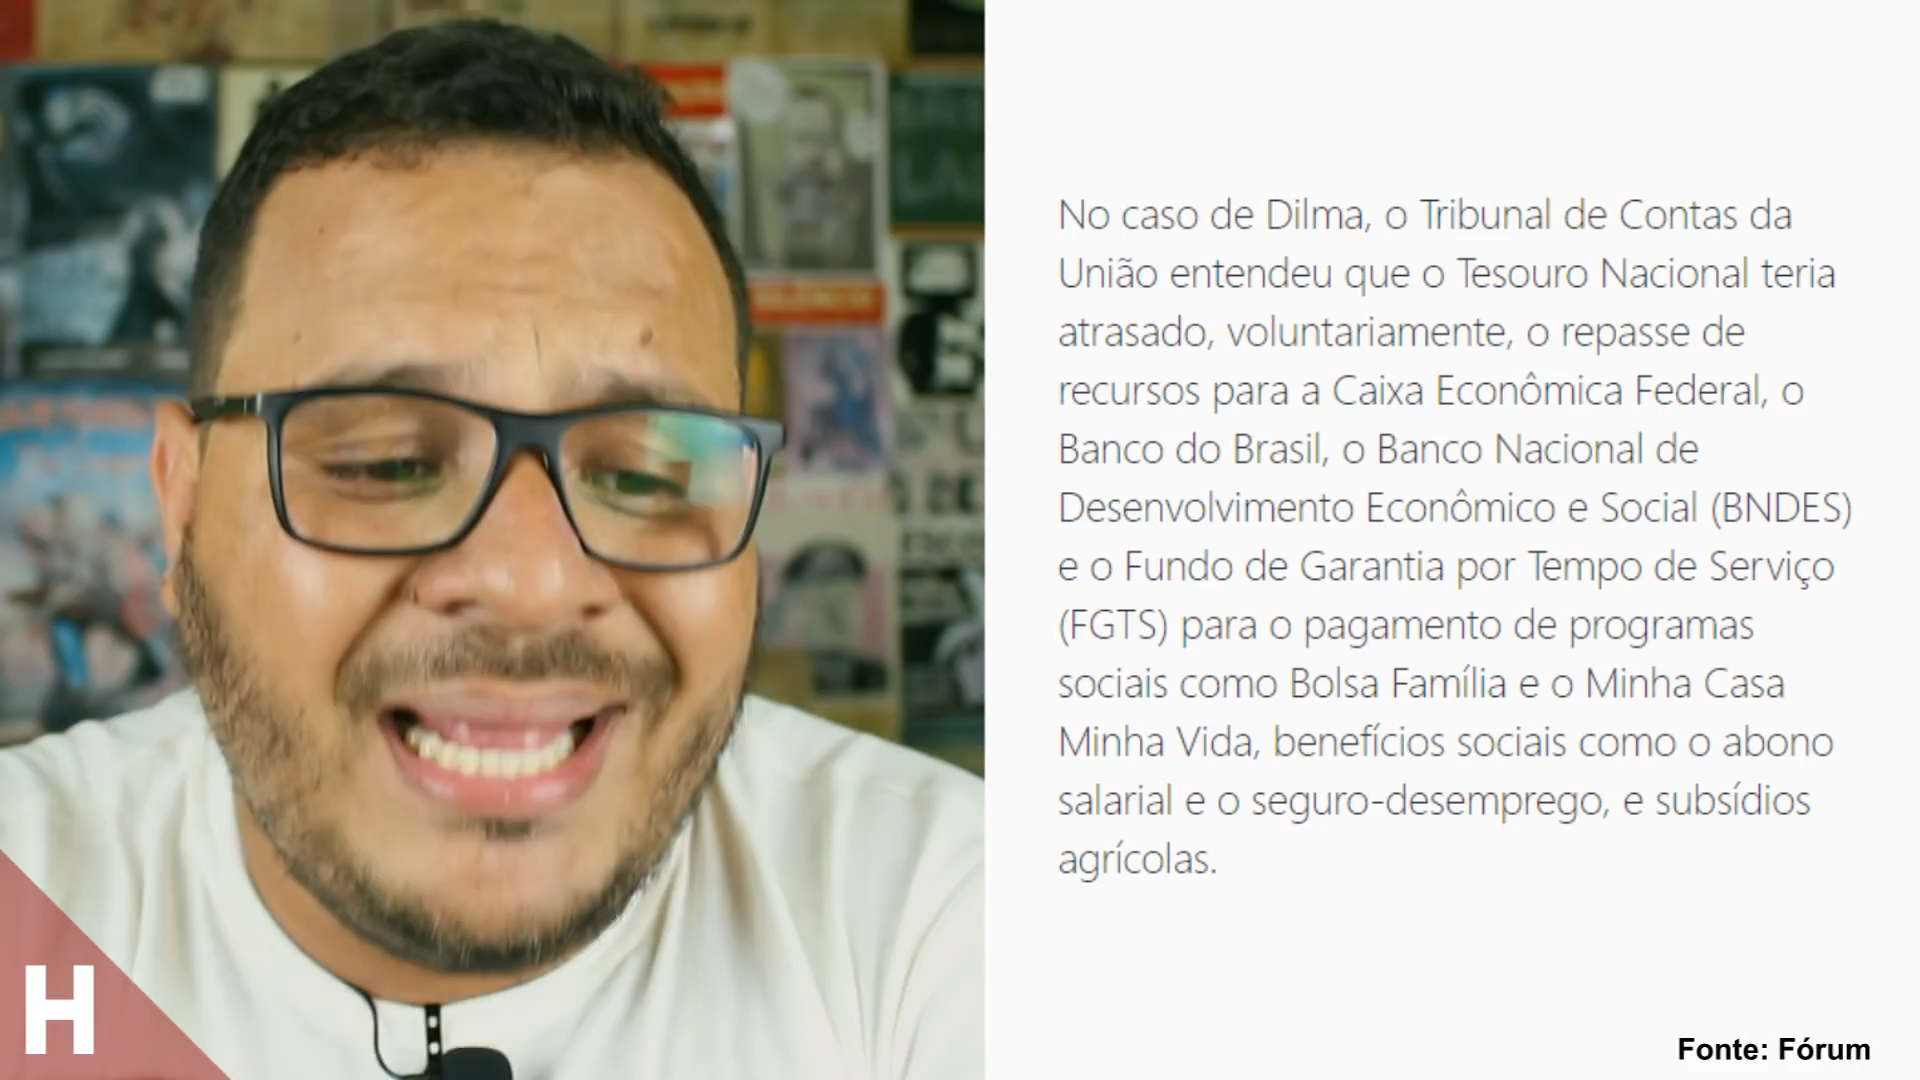 No caso de Dilma, o Tribunal de Contas da
União entendeu que o Tesouro Nacional teria
atrasado, voluntariamente, o repasse de
recursos para a Caixa Econômica Federal, o
Banco do Brasil, o Banco Nacional de
Desenvolvimento Econômico e Social (BNDES)
e o Fundo de Garantia por Tempo de Serviço
(FGTS) para o pagamento de programas
sociais como Bolsa Família e o Minha Casa
Minha Vida, benefícios sociais como o abono
salarial e o seguro-desemprego, e subsídios
agrícolas.
H
Fonte: Fórum